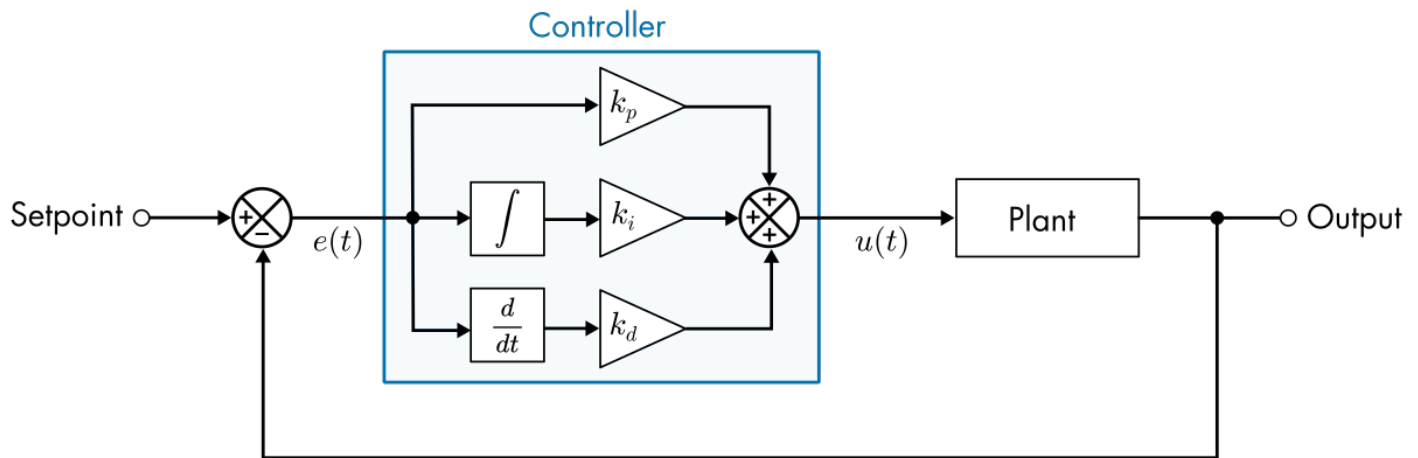 Controller
k_p
Setpoint
+
−
e(t)
∫
k_i
+
+
+
u(t)
Plant
Output
d
dt
k_d